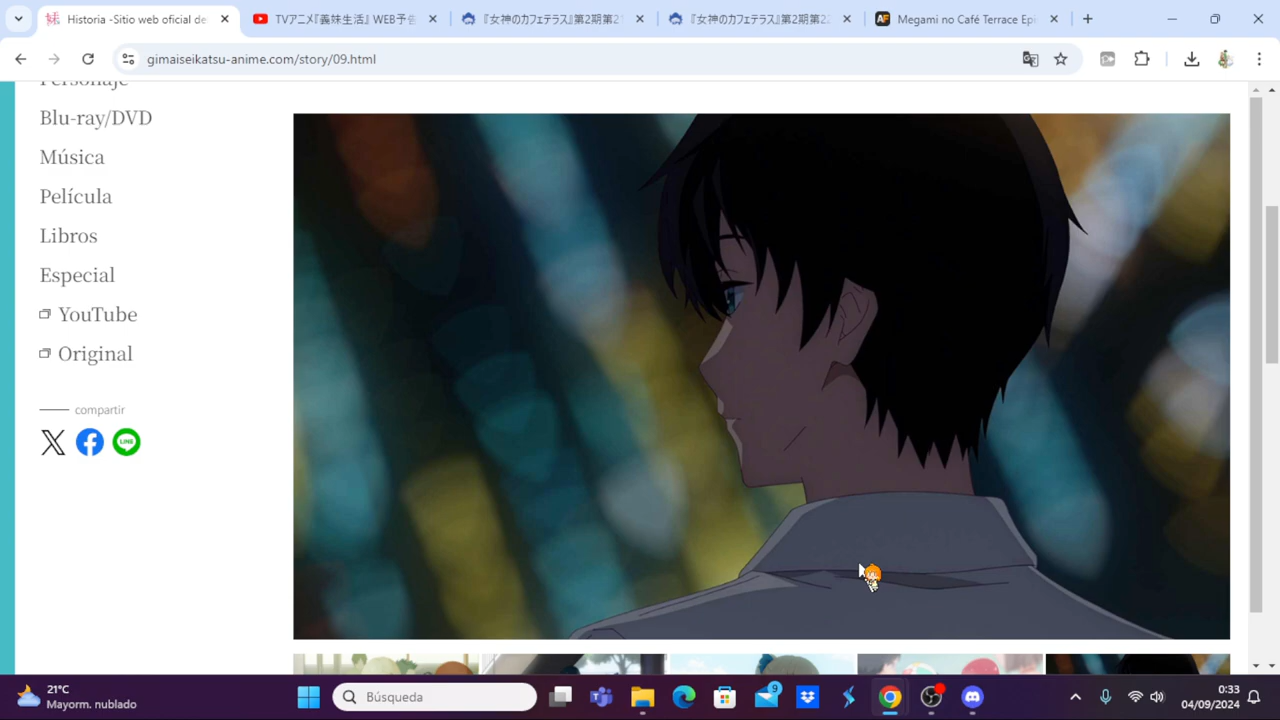 Historia -Sitio web oficial de
TVアニメ『義妹生活』 WEB予告
『女神のカフェテラス』第2期第2
『女神のカフェテラス』第2期第2
Megami no Café Terrace Epi
gimaiseikatsu-anime.com/story/09.html
Personaje
Blu-ray/DVD
Música
Película
Libros
Especial
YouTube
Original
compartir
LINE
21°C
Mayorm. nublado
Búsqueda
9
0:33
04/09/2024